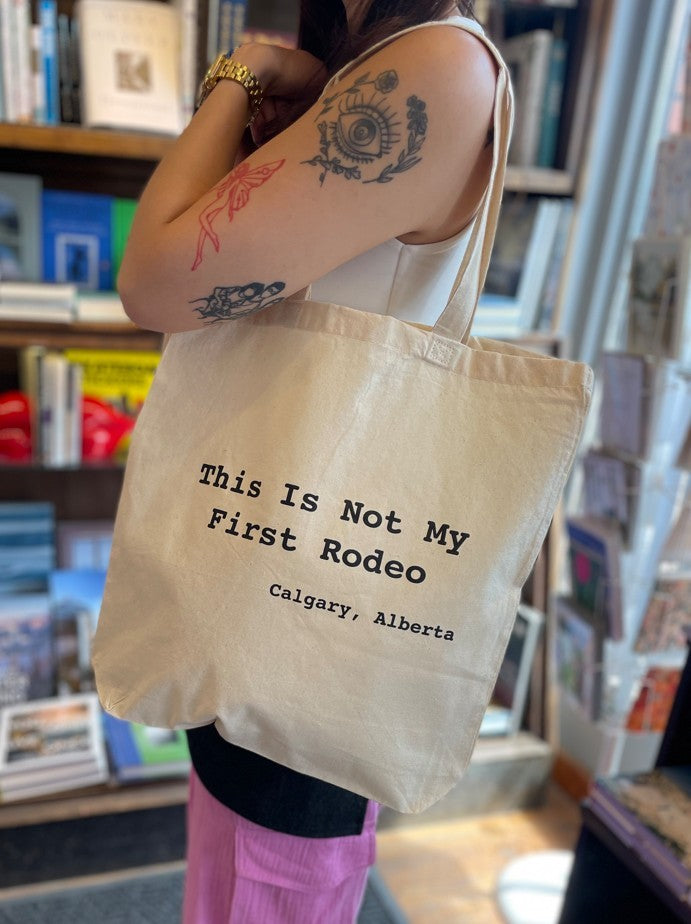 This Is Not My
First Rodeo
Calgary, Alberta